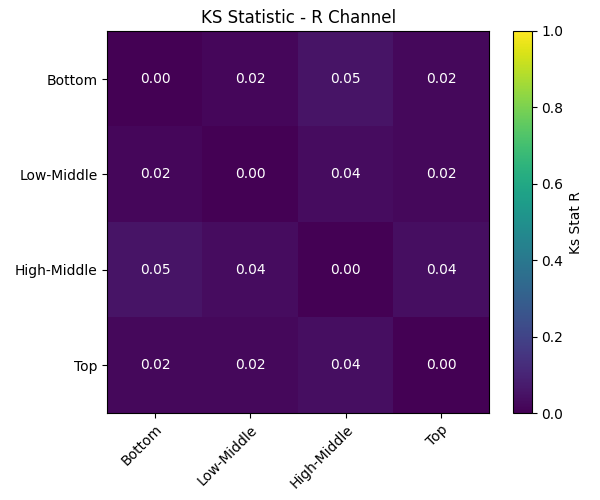 KS Statistic - R Channel
Bottom 0.00 0.02 0.05 0.02
Low-Middle 0.02 0.00 0.04 0.02
High-Middle 0.05 0.04 0.00 0.04
Top 0.02 0.02 0.04 0.00
Bottom Low-Middle High-Middle Top
1.0
0.8
0.6
0.4
0.2
0.0
Ks Stat R